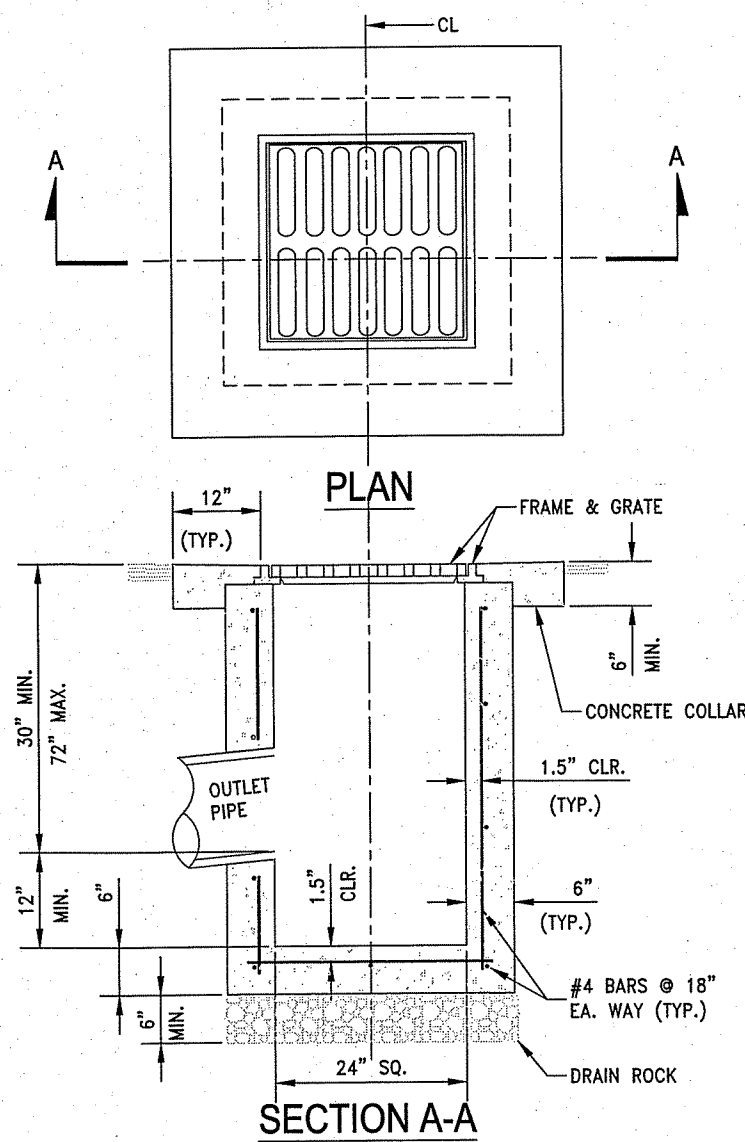 CL
A
A
PLAN
12"
(TYP.)
FRAME & GRATE
30" MIN.
72" MAX.
6"
MIN.
CONCRETE COLLAR
1.5" CLR.
(TYP.)
OUTLET
PIPE
12"
MIN.
6"
1.5"
CLR.
6"
(TYP.)
#4 BARS @ 18"
EA. WAY (TYP.)
6"
MIN.
24" SQ.
DRAIN ROCK
SECTION A-A